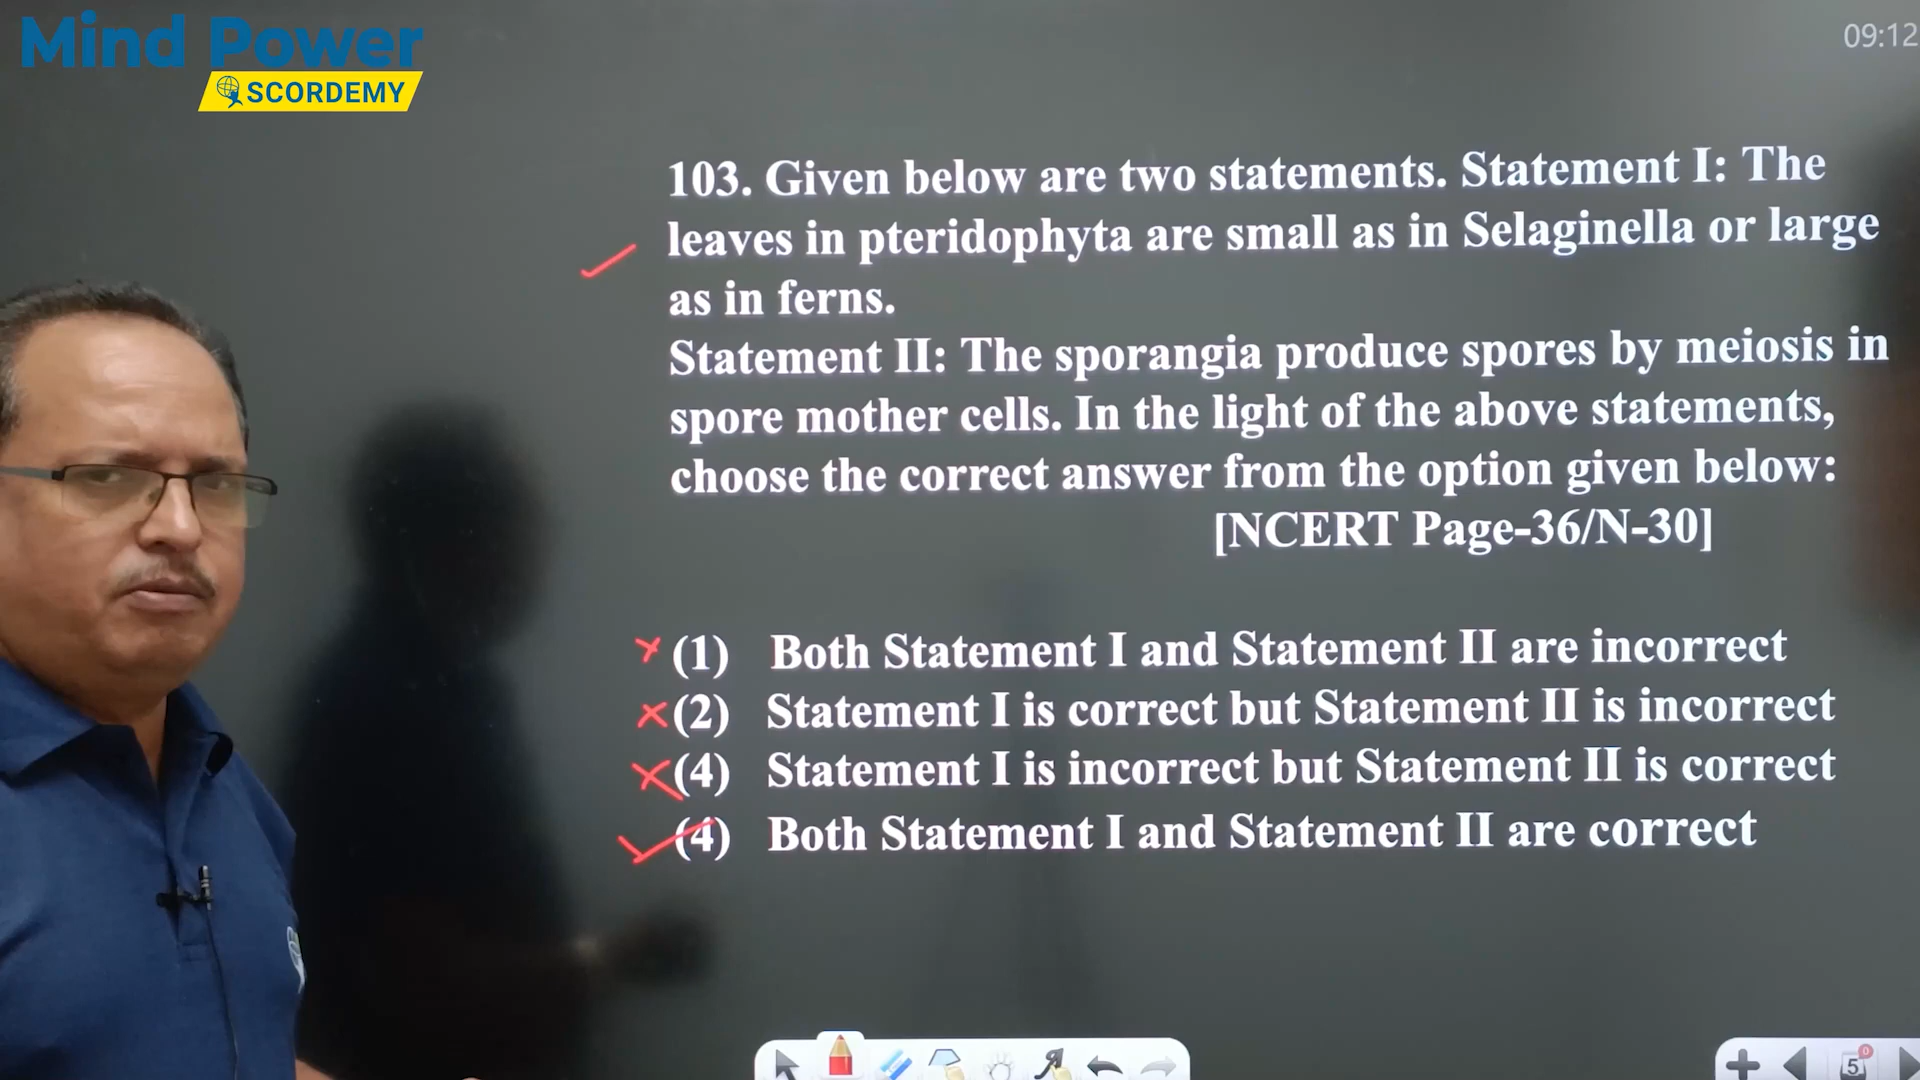 Mind Power
SCORDEMY
09:12
103. Given below are two statements. Statement I: The
leaves in pteridophyta are small as in Selaginella or large
as in ferns.
Statement II: The sporangia produce spores by meiosis in
spore mother cells. In the light of the above statements,
choose the correct answer from the option given below:
[NCERT Page-36/N-30]
(1) Both Statement I and Statement II are incorrect
(2) Statement I is correct but Statement II is incorrect
(4) Statement I is incorrect but Statement II is correct
(4) Both Statement I and Statement II are correct
5
0